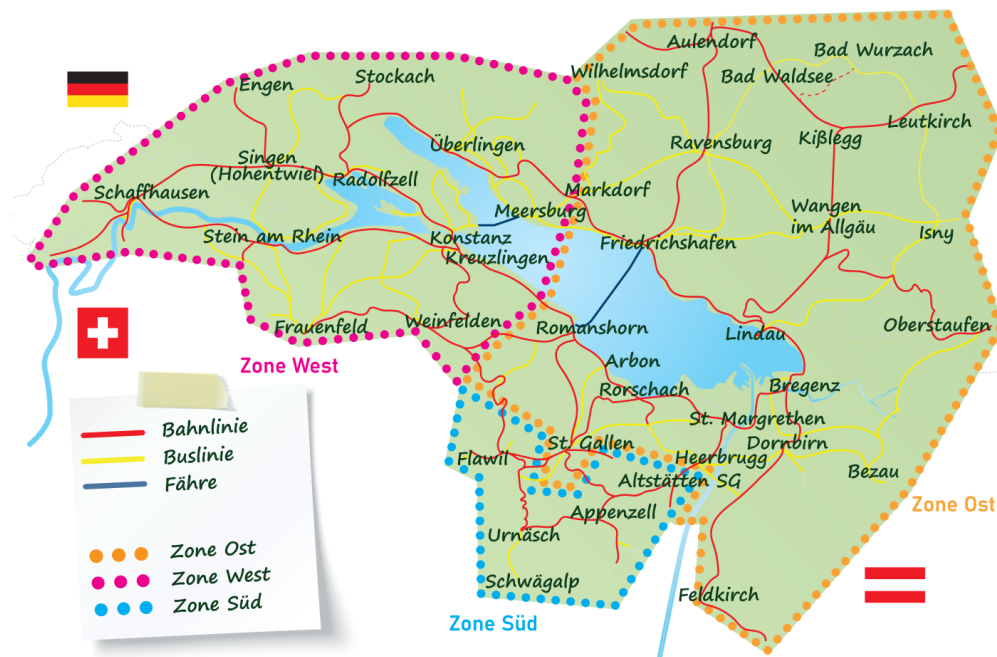 Aulendorf
Bad Wurzach
Wilhelmsdorf
Bad Waldsee
Stockach
Engen
Leutkirch
Überlingen
Ravensburg
Kißlegg
Singen
(Hohentwiel)
Radolfzell
Schaffhausen
Markdorf
Meersburg
Wangen
im Allgäu
Isny
Stein am Rhein
Konstanz
Friedrichshafen
Kreuzlingen
Frauenfeld
Weinfelden
Romanshorn
Lindau
Oberstaufen
Zone West
Arbon
Rorschach
Bregenz
St. Margrethen
St. Gallen
Dornbirn
Flawil
Heerbrugg
Bezau
Altstätten SG
Zone Ost
Appenzell
Urnäsch
Schwägalp
Feldkirch
Zone Süd
Bahnlinie
Buslinie
Fähre
Zone Ost
Zone West
Zone Süd